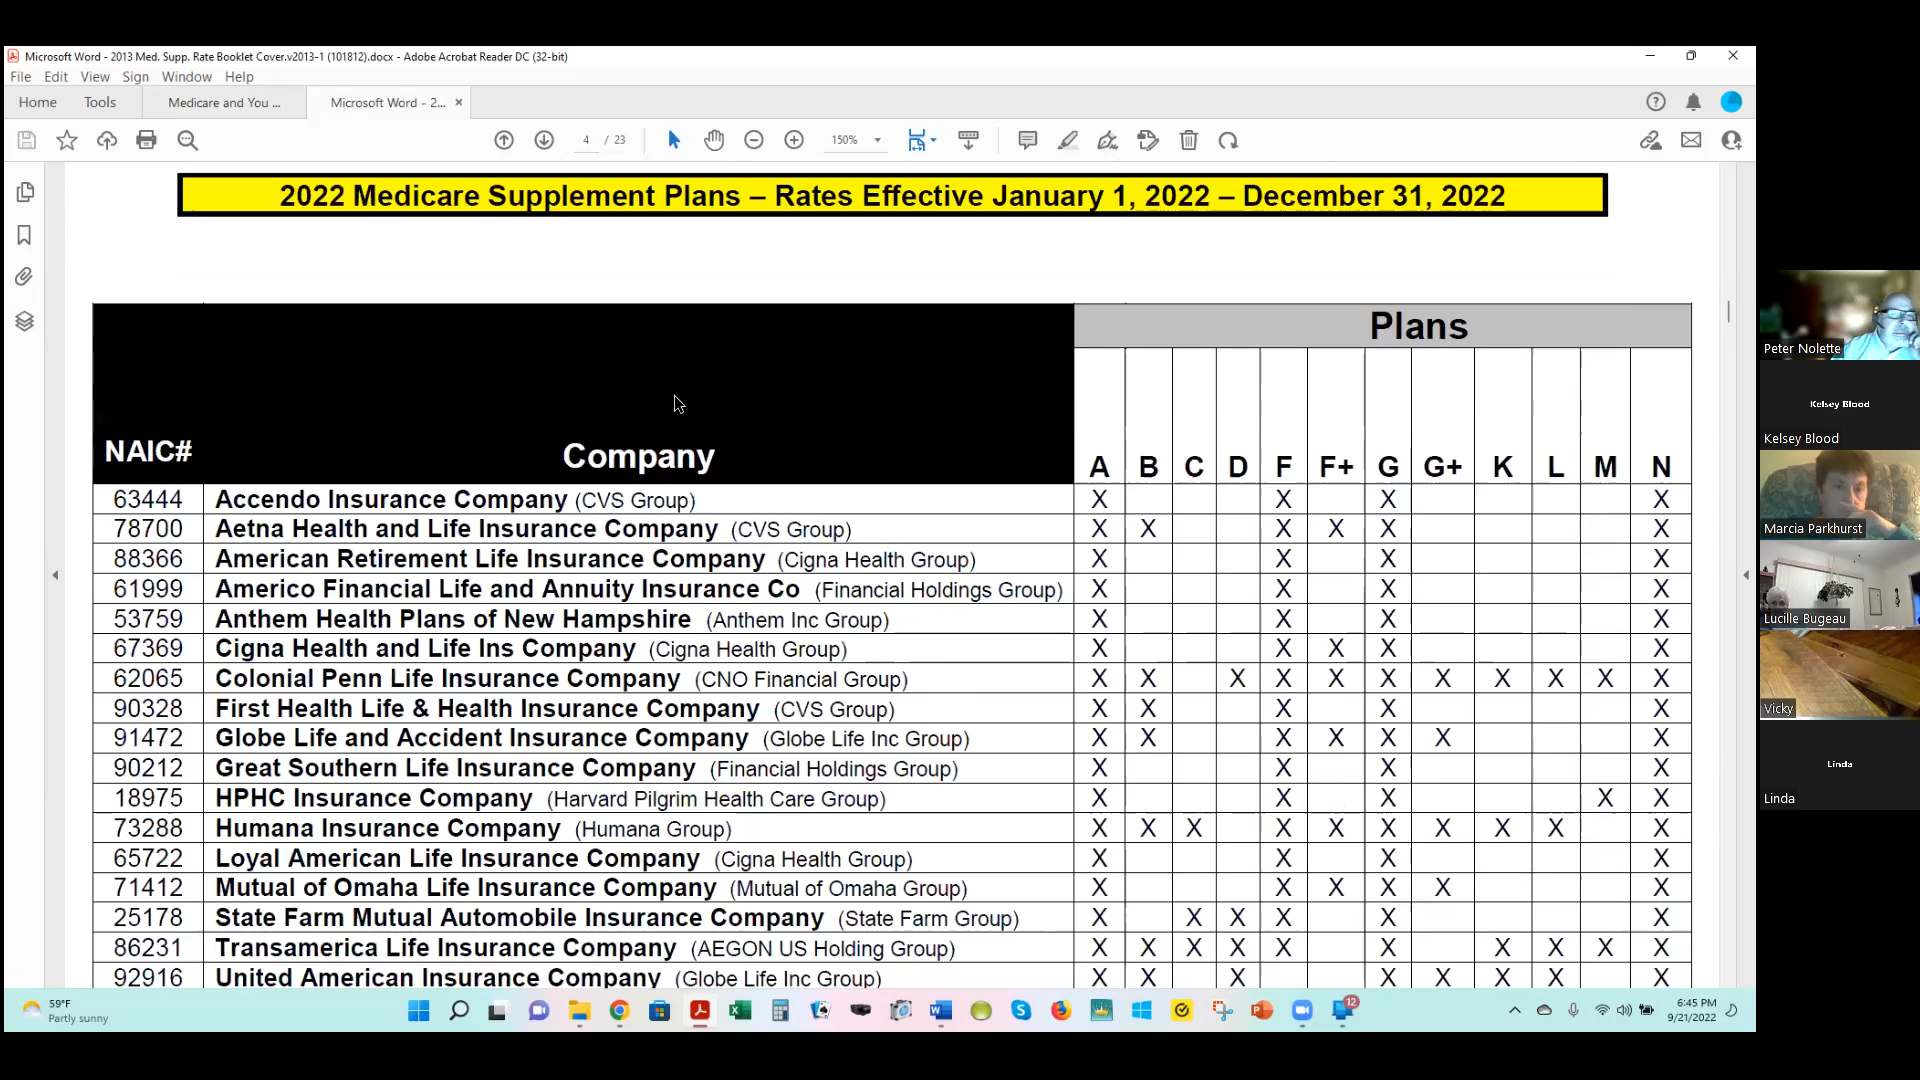 Microsoft Word - 2013 Med. Supp. Rate Booklet Cover.v2013-1 (101812).docx - Adobe Acrobat Reader DC (32-bit)
File Edit View Sign Window Help
Home Tools Medicare and You ... Microsoft Word - 2... ×
4 / 23 150%
2022 Medicare Supplement Plans – Rates Effective January 1, 2022 – December 31, 2022
Plans
NAIC# Company A B C D F F+ G G+ K L M N
63444 Accendo Insurance Company (CVS Group) X X X X
78700 Aetna Health and Life Insurance Company (CVS Group) X X X X X X
88366 American Retirement Life Insurance Company (Cigna Health Group) X X X X
61999 Americo Financial Life and Annuity Insurance Co (Financial Holdings Group) X X X X
53759 Anthem Health Plans of New Hampshire (Anthem Inc Group) X X X X
67369 Cigna Health and Life Ins Company (Cigna Health Group) X X X X X
62065 Colonial Penn Life Insurance Company (CNO Financial Group) X X X X X X X X X X X
90328 First Health Life & Health Insurance Company (CVS Group) X X X X X
91472 Globe Life and Accident Insurance Company (Globe Life Inc Group) X X X X X X X
90212 Great Southern Life Insurance Company (Financial Holdings Group) X X X X
18975 HPHC Insurance Company (Harvard Pilgrim Health Care Group) X X X X X
73288 Humana Insurance Company (Humana Group) X X X X X X X X X X
65722 Loyal American Life Insurance Company (Cigna Health Group) X X X X
71412 Mutual of Omaha Life Insurance Company (Mutual of Omaha Group) X X X X X X
25178 State Farm Mutual Automobile Insurance Company (State Farm Group) X X X X X X
86231 Transamerica Life Insurance Company (AEGON US Holding Group) X X X X X X X X X X
92916 United American Insurance Company (Globe Life Inc Group) X X X X X X X X
Peter Nolette
Kelsey Blood
Kelsey Blood
Marcia Parkhurst
Lucille Bugeau
Vicky
Linda
Linda
59°F
Partly sunny
12
6:45 PM
9/21/2022